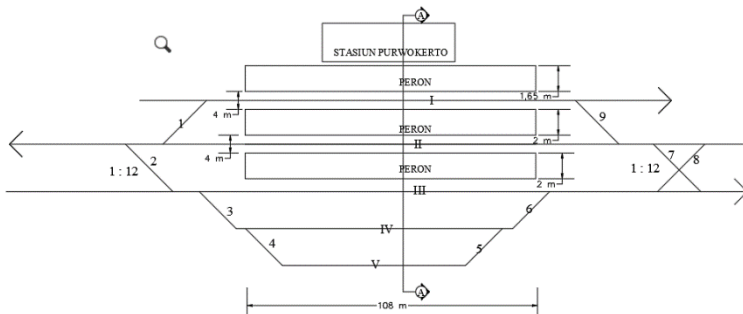 A
STASIUN PURWOKERTO
PERON
1,65 m
I
4 m
1
9
PERON
2 m
II
4 m
2
1 : 12
PERON
2 m
1 : 12
7
8
III
3
6
IV
4
5
V
A
108 m